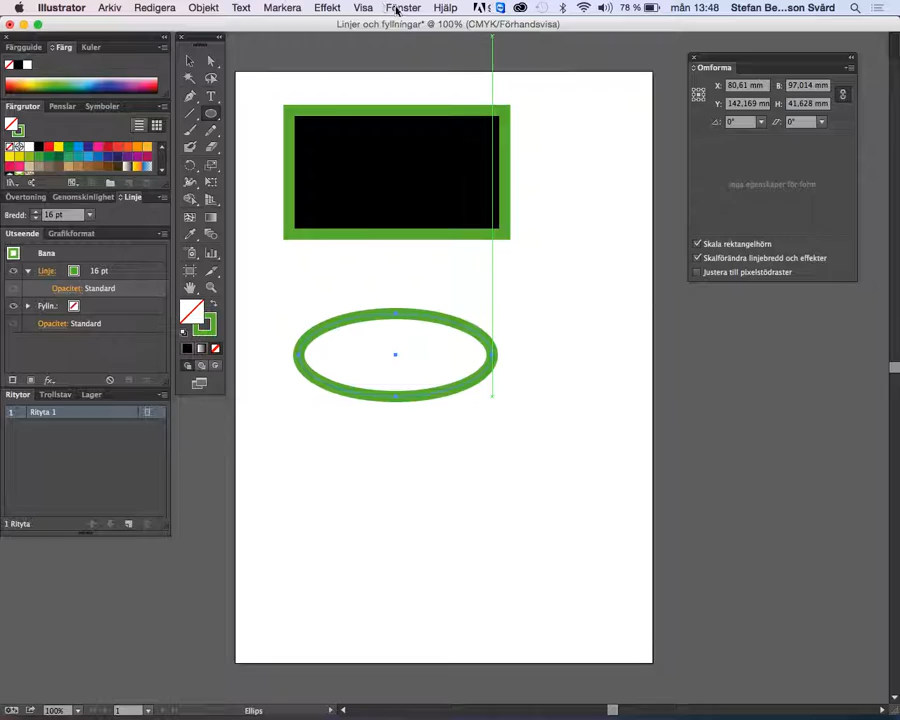 Illustrator Arkiv Redigera Objekt Text Markera Effekt Visa Fönster Hjälp 78 % mån 13:48 Stefan Be...son Svärd
Linjer och fyllningar* @ 100% (CMYK/Förhandsvisa)
Färgguide Färg Kuler
Färgrutor Penslar Symboler
Övertoning Genomskinlighet Linje
Bredd: 16 pt
Utseende Grafikformat
Bana
Linje: 16 pt
Opacitet: Standard
Fylln.:
Opacitet: Standard
fx
Ritytor Trollstav Lager
1 Rityta 1
1 Rityta
Omforma
X: 80,61 mm B: 97,014 mm
Y: 142,169 mm H: 41,628 mm
0° 0°
Inga egenskaper för form
Skala rektangelhörn
Skalförändra linjebredd och effekter
Justera till pixelstödraster
100% 1 Ellips